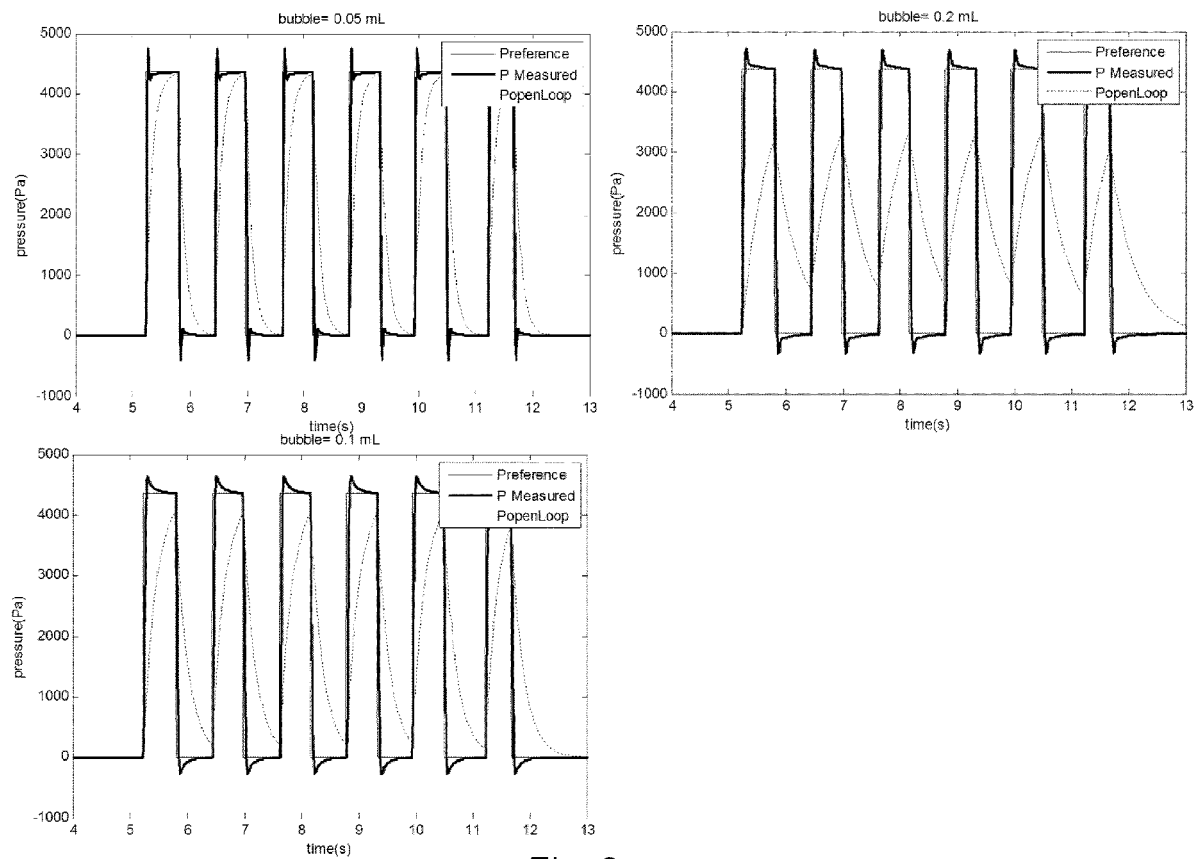 bubble= 0.05 mL
5000
4000
3000
2000
1000
0
-1000
pressure(Pa)
Preference
P Measured
PopenLoop
4 5 6 7 8 9 10 11 12 13
time(s)
bubble= 0.2 mL
5000
4000
3000
2000
1000
0
-1000
pressure(Pa)
Preference
P Measured
PopenLoop
4 5 6 7 8 9 10 11 12 13
time(s)
bubble= 0.1 mL
5000
4000
3000
2000
1000
0
-1000
pressure(Pa)
Preference
P Measured
PopenLoop
4 5 6 7 8 9 10 11 12 13
time(s)